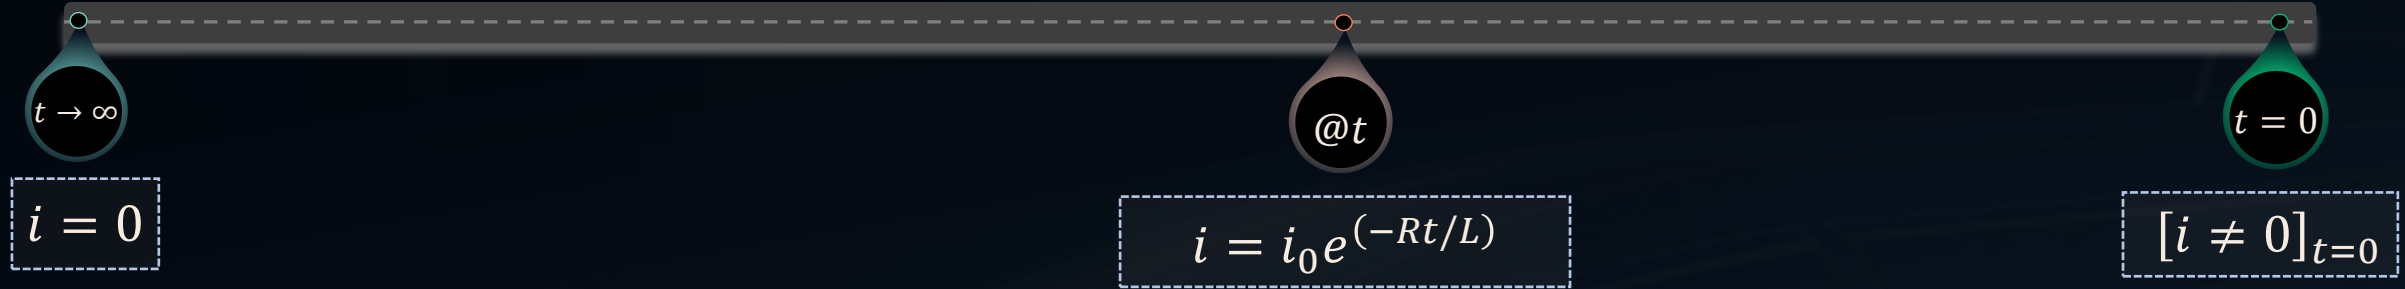 t → ∞
@t
t = 0
i = 0
i = i₀e^(−Rt/L)
[i ≠ 0]ₜ₌₀